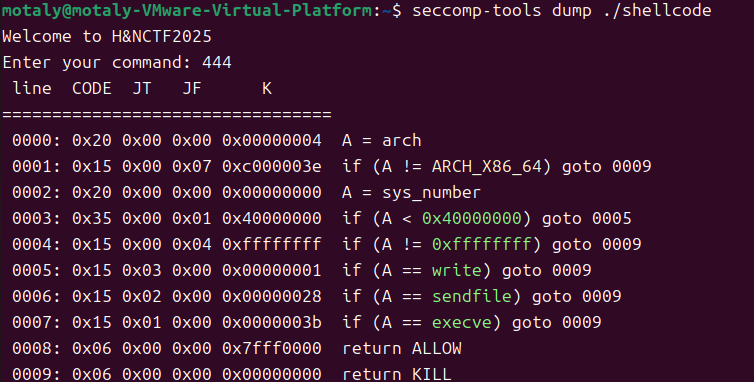 motaly@motaly-VMware-Virtual-Platform:~$ seccomp-tools dump ./shellcode
Welcome to H&NCTF2025
Enter your command: 444
 line  CODE  JT   JF      K
=================================
 0000: 0x20 0x00 0x00 0x00000004  A = arch
 0001: 0x15 0x00 0x07 0xc000003e  if (A != ARCH_X86_64) goto 0009
 0002: 0x20 0x00 0x00 0x00000000  A = sys_number
 0003: 0x35 0x00 0x01 0x40000000  if (A < 0x40000000) goto 0005
 0004: 0x15 0x00 0x04 0xffffffff  if (A != 0xffffffff) goto 0009
 0005: 0x15 0x03 0x00 0x00000001  if (A == write) goto 0009
 0006: 0x15 0x02 0x00 0x00000028  if (A == sendfile) goto 0009
 0007: 0x15 0x01 0x00 0x0000003b  if (A == execve) goto 0009
 0008: 0x06 0x00 0x00 0x7fff0000  return ALLOW
 0009: 0x06 0x00 0x00 0x00000000  return KILL